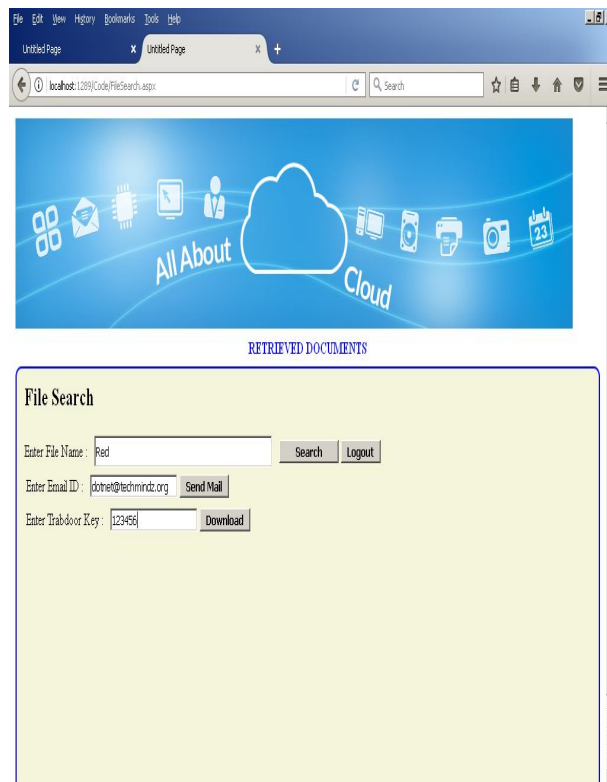 File Edit View History Bookmarks Tools Help
Untitled Page x Untitled Page x +
localhost:1289/Code/FileSearch.aspx Search
23
All About Cloud
RETRIEVED DOCUMENTS
File Search
Enter File Name : Red Search Logout
Enter Email ID : dotnet@techmindz.org Send Mail
Enter Trabdoor Key : 123456 Download